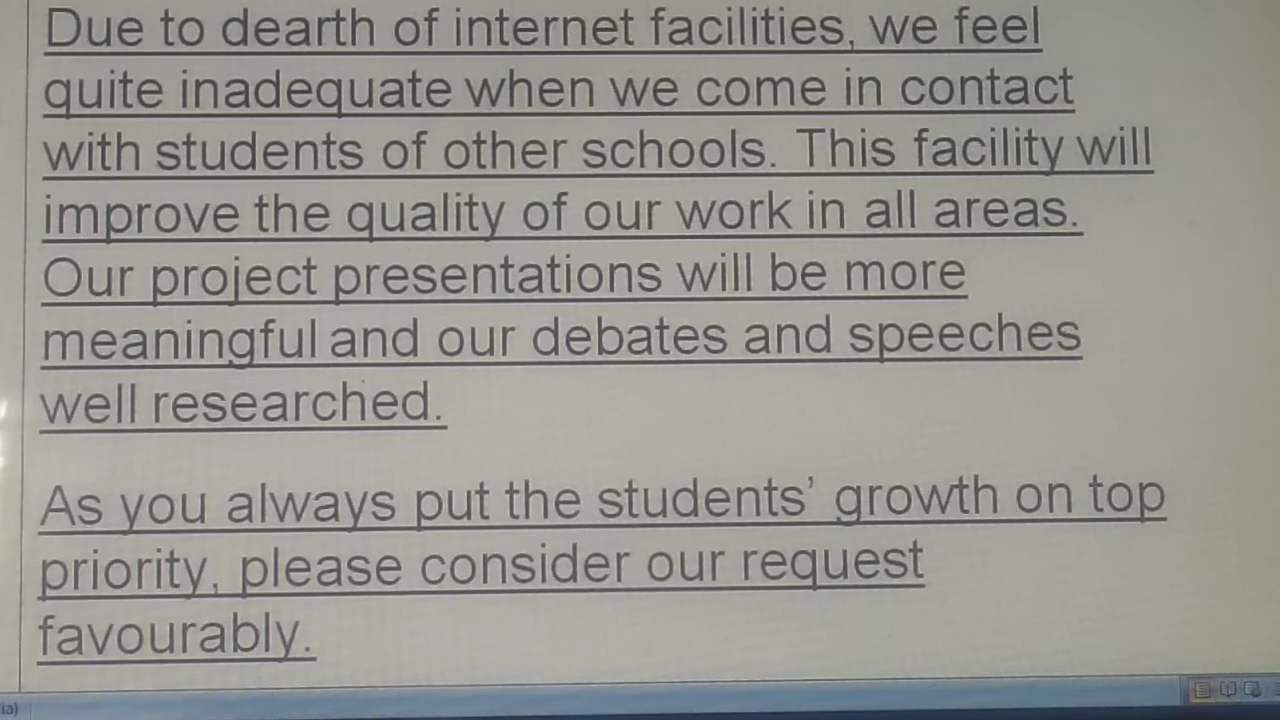 Due to dearth of internet facilities, we feel
quite inadequate when we come in contact
with students of other schools. This facility will
improve the quality of our work in all areas.
Our project presentations will be more
meaningful and our debates and speeches
well researched.
As you always put the students' growth on top
priority, please consider our request
favourably.